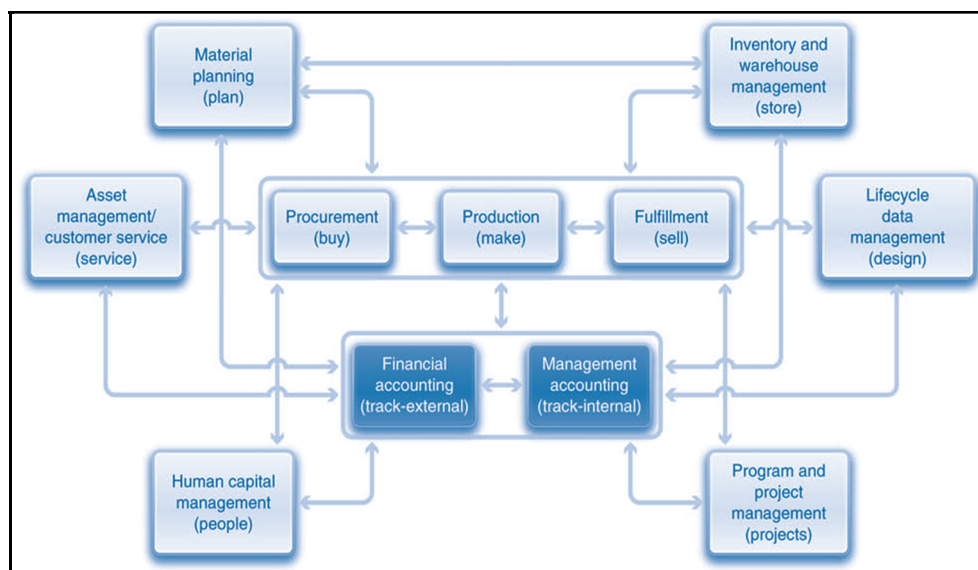 Material
planning
(plan)
Inventory and
warehouse
management
(store)
Asset
management/
customer service
(service)
Procurement
(buy)
Production
(make)
Fulfillment
(sell)
Lifecycle
data
management
(design)
Financial
accounting
(track-external)
Management
accounting
(track-internal)
Human capital
management
(people)
Program and
project
management
(projects)